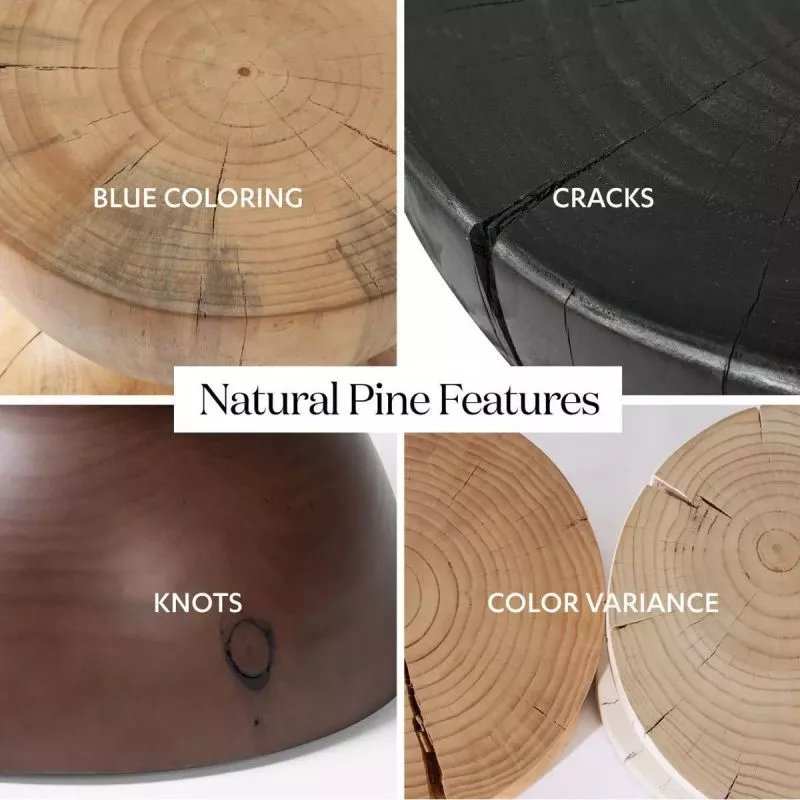 BLUE COLORING
CRACKS
Natural Pine Features
KNOTS
COLOR VARIANCE